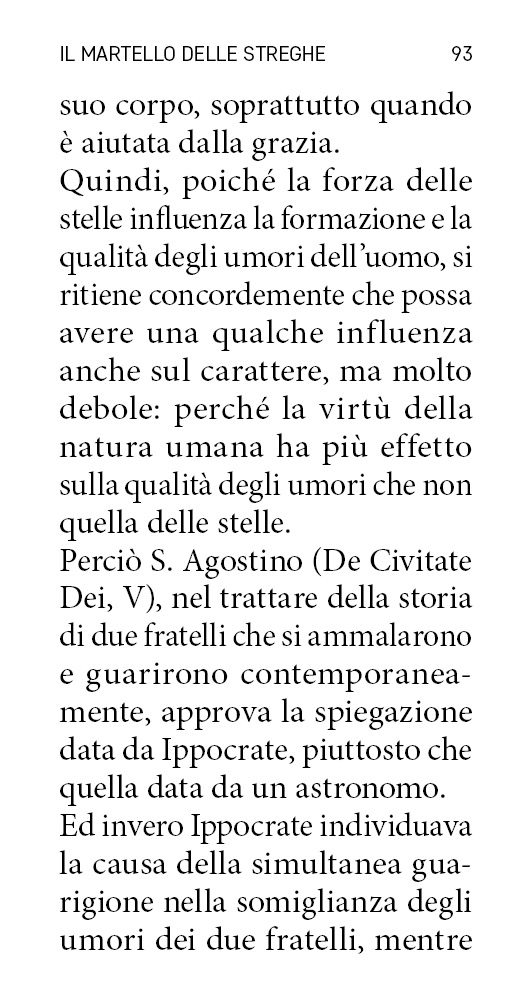 IL MARTELLO DELLE STREGHE 93
suo corpo, soprattutto quando
è aiutata dalla grazia.
Quindi, poiché la forza delle
stelle influenza la formazione e la
qualità degli umori dell'uomo, si
ritiene concordemente che possa
avere una qualche influenza
anche sul carattere, ma molto
debole: perché la virtù della
natura umana ha più effetto
sulla qualità degli umori che non
quella delle stelle.
Perciò S. Agostino (De Civitate
Dei, V), nel trattare della storia
di due fratelli che si ammalarono
e guarirono contemporanea-
mente, approva la spiegazione
data da Ippocrate, piuttosto che
quella data da un astronomo.
Ed invero Ippocrate individuava
la causa della simultanea gua-
rigione nella somiglianza degli
umori dei due fratelli, mentre